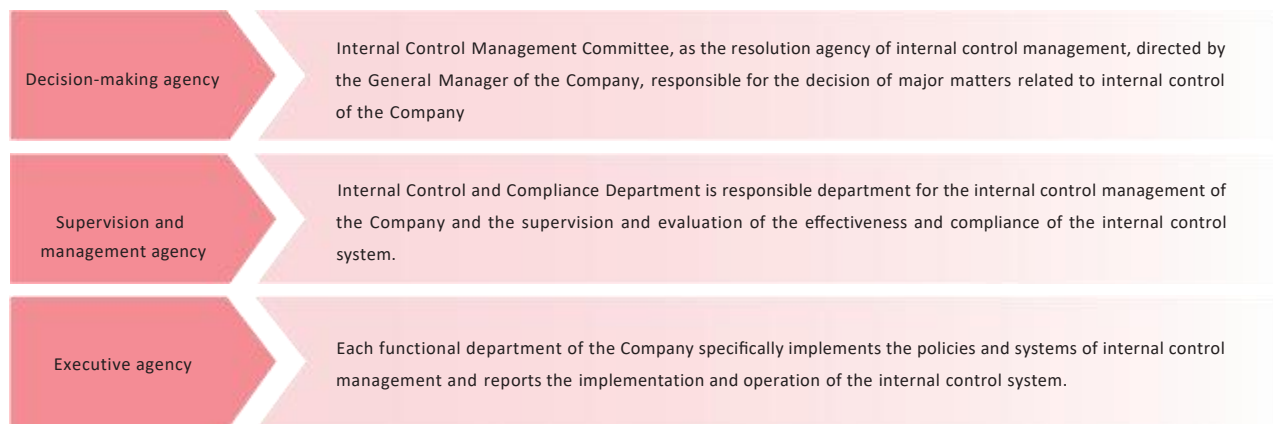 Decision-making agency
Internal Control Management Committee, as the resolution agency of internal control management, directed by
the General Manager of the Company, responsible for the decision of major matters related to internal control
of the Company
Supervision and
management agency
Internal Control and Compliance Department is responsible department for the internal control management of
the Company and the supervision and evaluation of the effectiveness and compliance of the internal control
system.
Executive agency
Each functional department of the Company specifically implements the policies and systems of internal control
management and reports the implementation and operation of the internal control system.